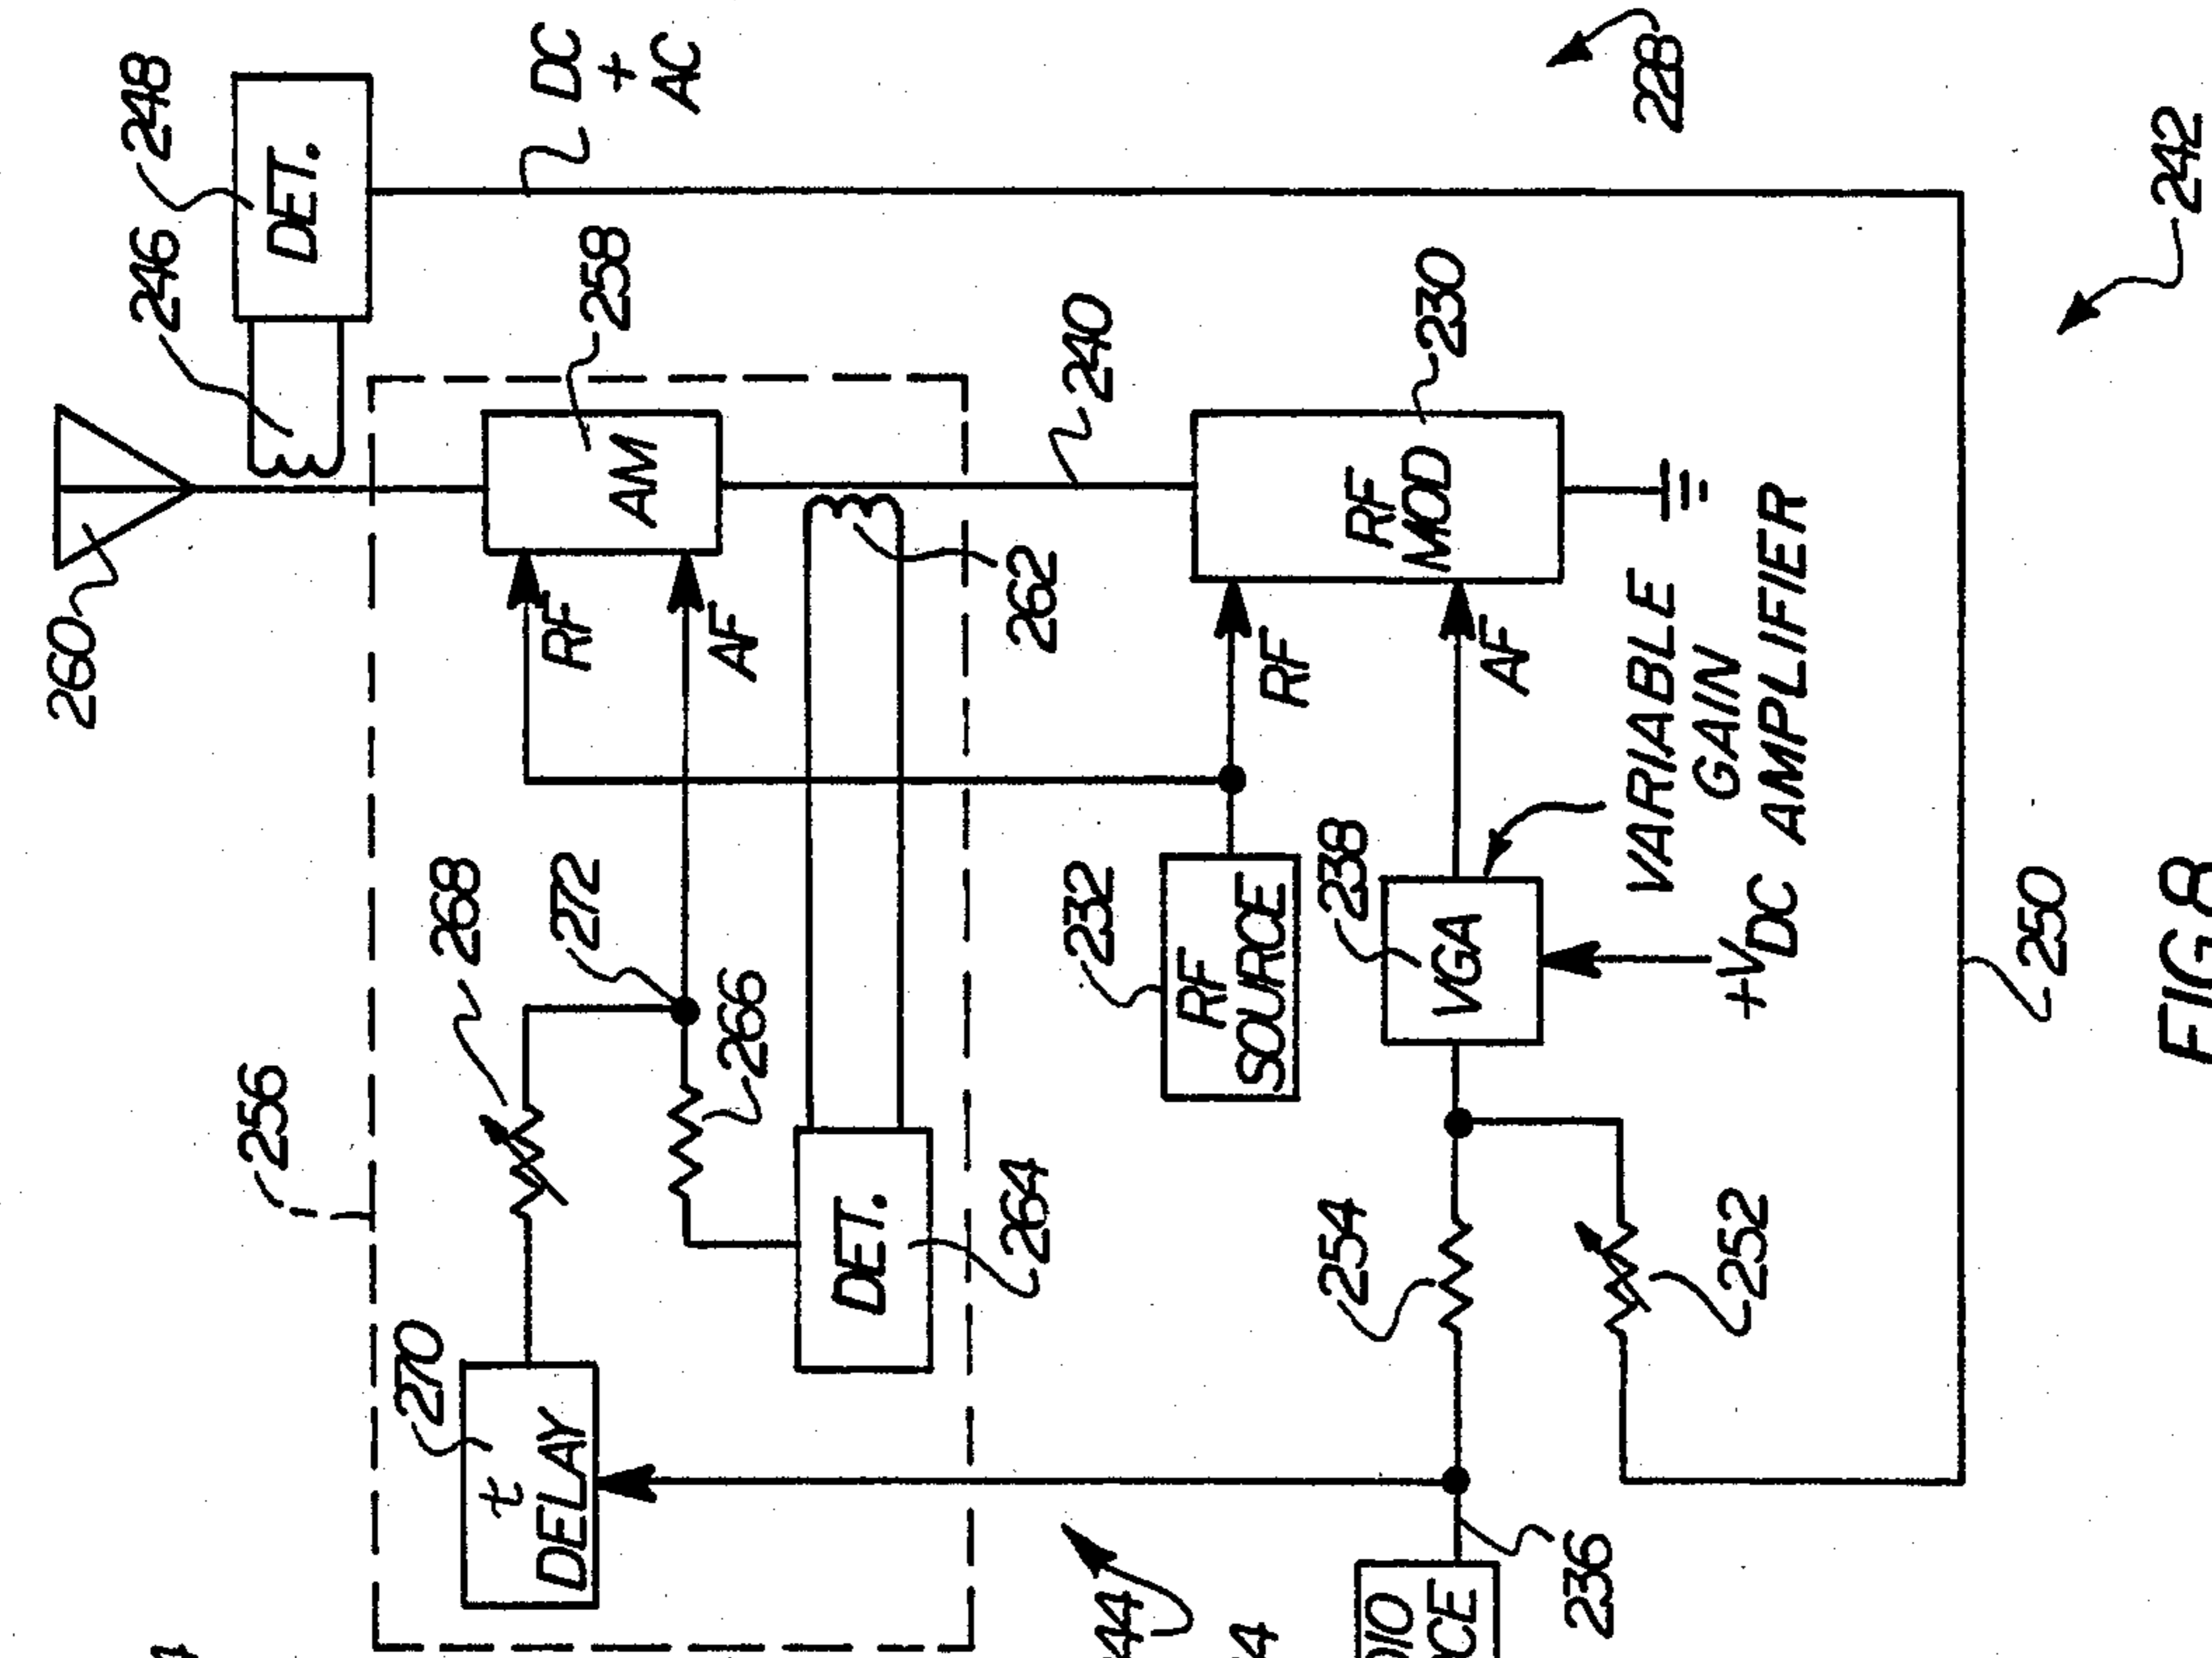 260
246
248
DET.
DC
+
AC
228
242
256
268
272
266
270
t
DELAY
DET.
264
RF
AF
AM
258
262
240
RF
MOD
230
RF
AF
232
RF
SOURCE
238
VGA
VARIABLE
GAIN
AMPLIFIER
+VDC
254
252
236
250
FIG.8